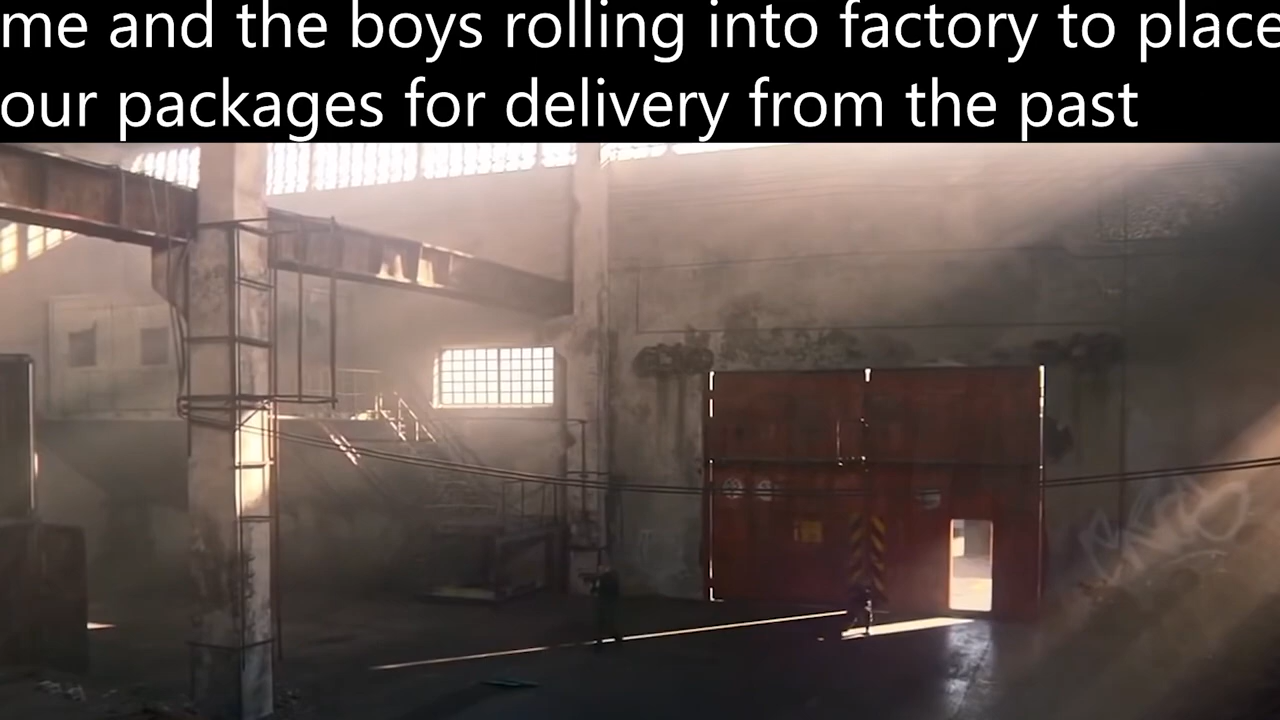 me and the boys rolling into factory to place
our packages for delivery from the past